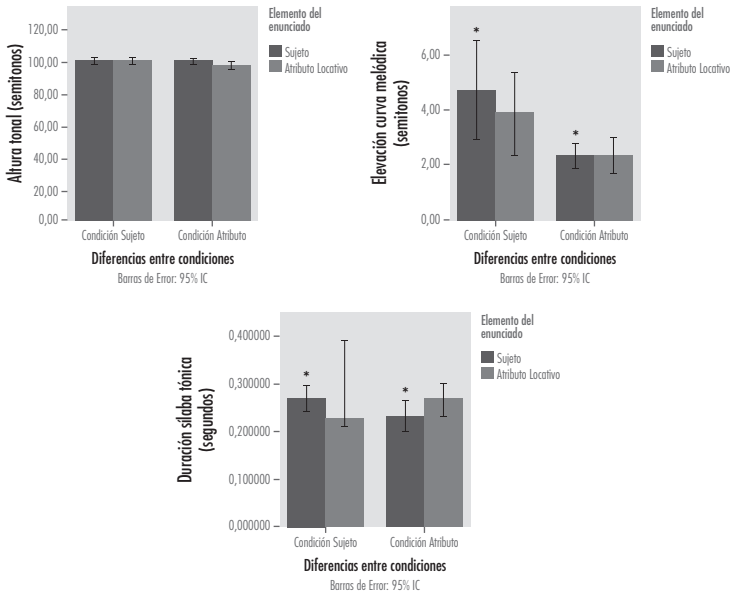 Altura tonal (semitonos)
120,00
100,00
80,00
60,00
40,00
20,00
0,00
Condición Sujeto
Condición Atributo
Diferencias entre condiciones
Barras de Error: 95% IC
Elemento del
enunciado
Sujeto
Atributo Locativo
Elevación curva melódica
(semitonos)
6,00
4,00
2,00
0,00
*
*
Condición Sujeto
Condición Atributo
Diferencias entre condiciones
Barras de Error: 95% IC
Elemento del
enunciado
Sujeto
Atributo Locativo
Duración sílaba tónica
(segundos)
0,400000
0,300000
0,200000
0,100000
0,000000
*
*
Condición Sujeto
Condición Atributo
Diferencias entre condiciones
Barras de Error: 95% IC
Elemento del
enunciado
Sujeto
Atributo Locativo